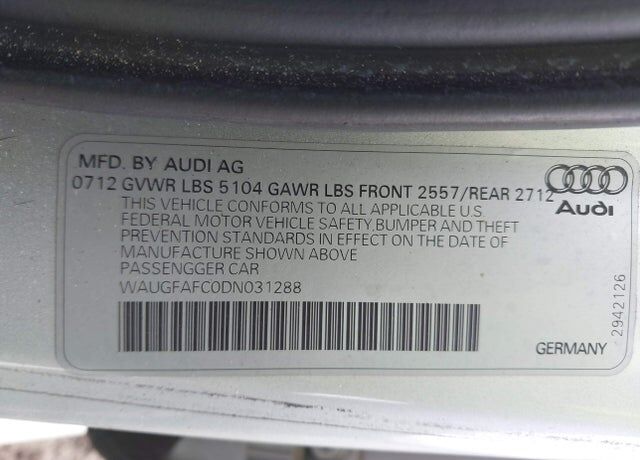 MFD. BY AUDI AG
0712 GVWR LBS 5104 GAWR LBS FRONT 2557/REAR 2712
THIS VEHICLE CONFORMS TO ALL APPLICABLE U.S
FEDERAL MOTOR VEHICLE SAFETY,BUMPER AND THEFT
PREVENTION STANDARDS IN EFFECT ON THE DATE OF
MANUFACTURE SHOWN ABOVE
PASSENGGER CAR
WAUGFAFC0DN031288
Audi
2942126
GERMANY